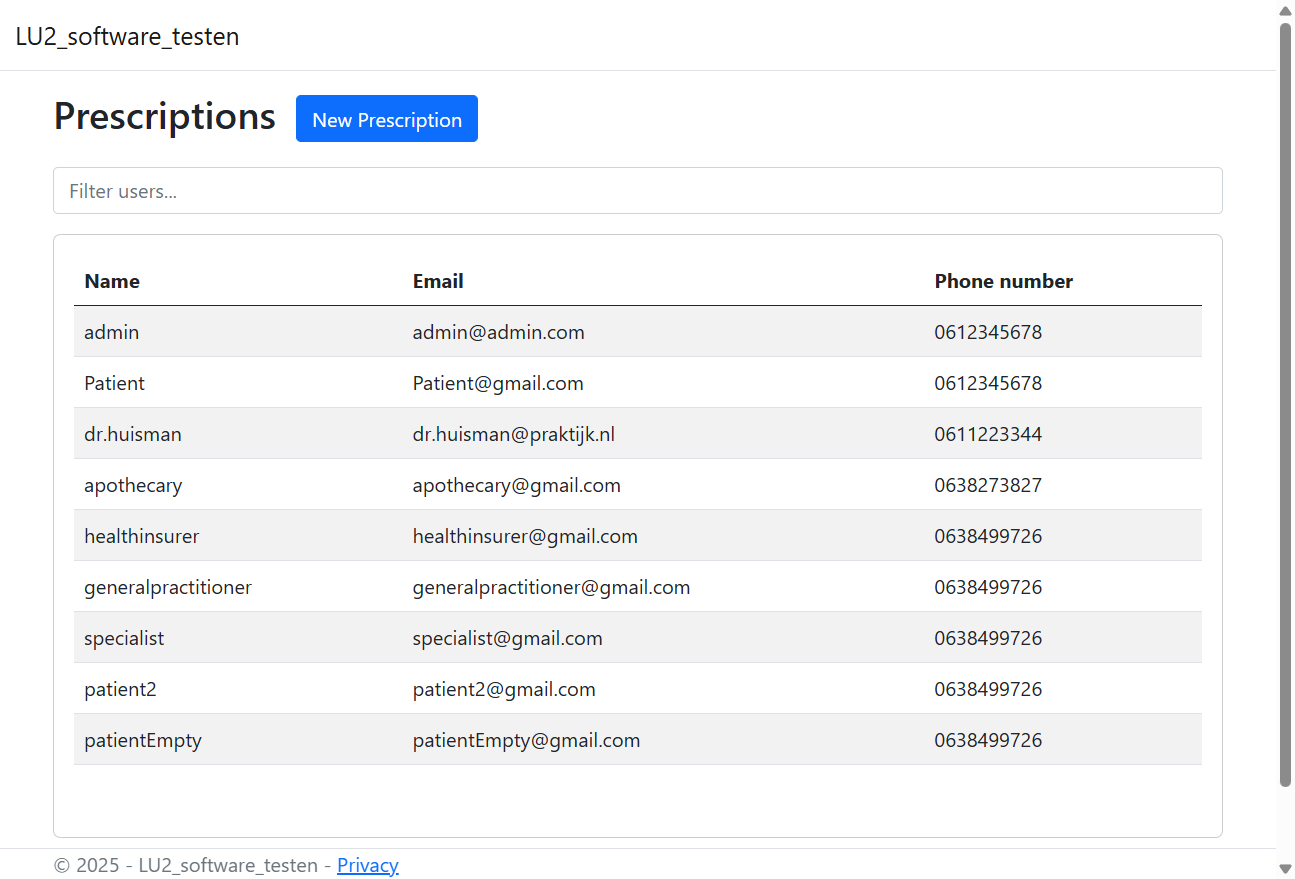 LU2_software_testen
Prescriptions New Prescription
Filter users...
Name Email Phone number
admin admin@admin.com 0612345678
Patient Patient@gmail.com 0612345678
dr.huisman dr.huisman@praktijk.nl 0611223344
apothecary apothecary@gmail.com 0638273827
healthinsurer healthinsurer@gmail.com 0638499726
generalpractitioner generalpractitioner@gmail.com 0638499726
specialist specialist@gmail.com 0638499726
patient2 patient2@gmail.com 0638499726
patientEmpty patientEmpty@gmail.com 0638499726
© 2025 - LU2_software_testen - Privacy